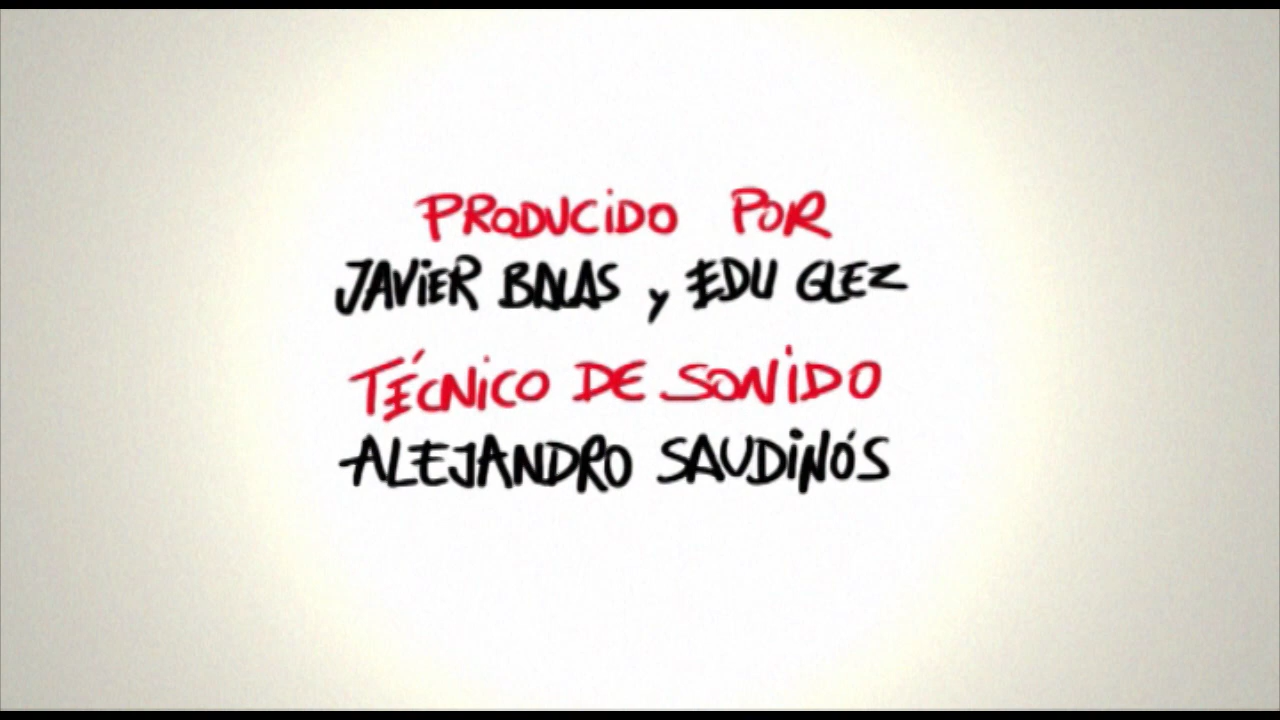 PRODUCIDO POR
JAVIER BALAS y EDU GLEZ
TÉCNICO DE SONIDO
ALEJANDRO SAUDINÓS